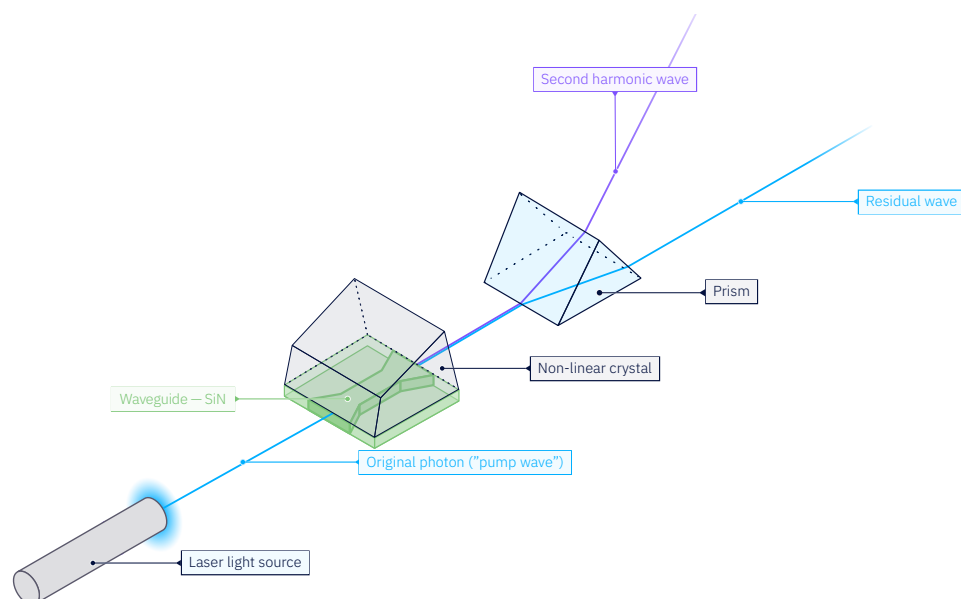 Second harmonic wave
Residual wave
Prism
Non-linear crystal
Waveguide — SiN
Original photon (”pump wave”)
Laser light source